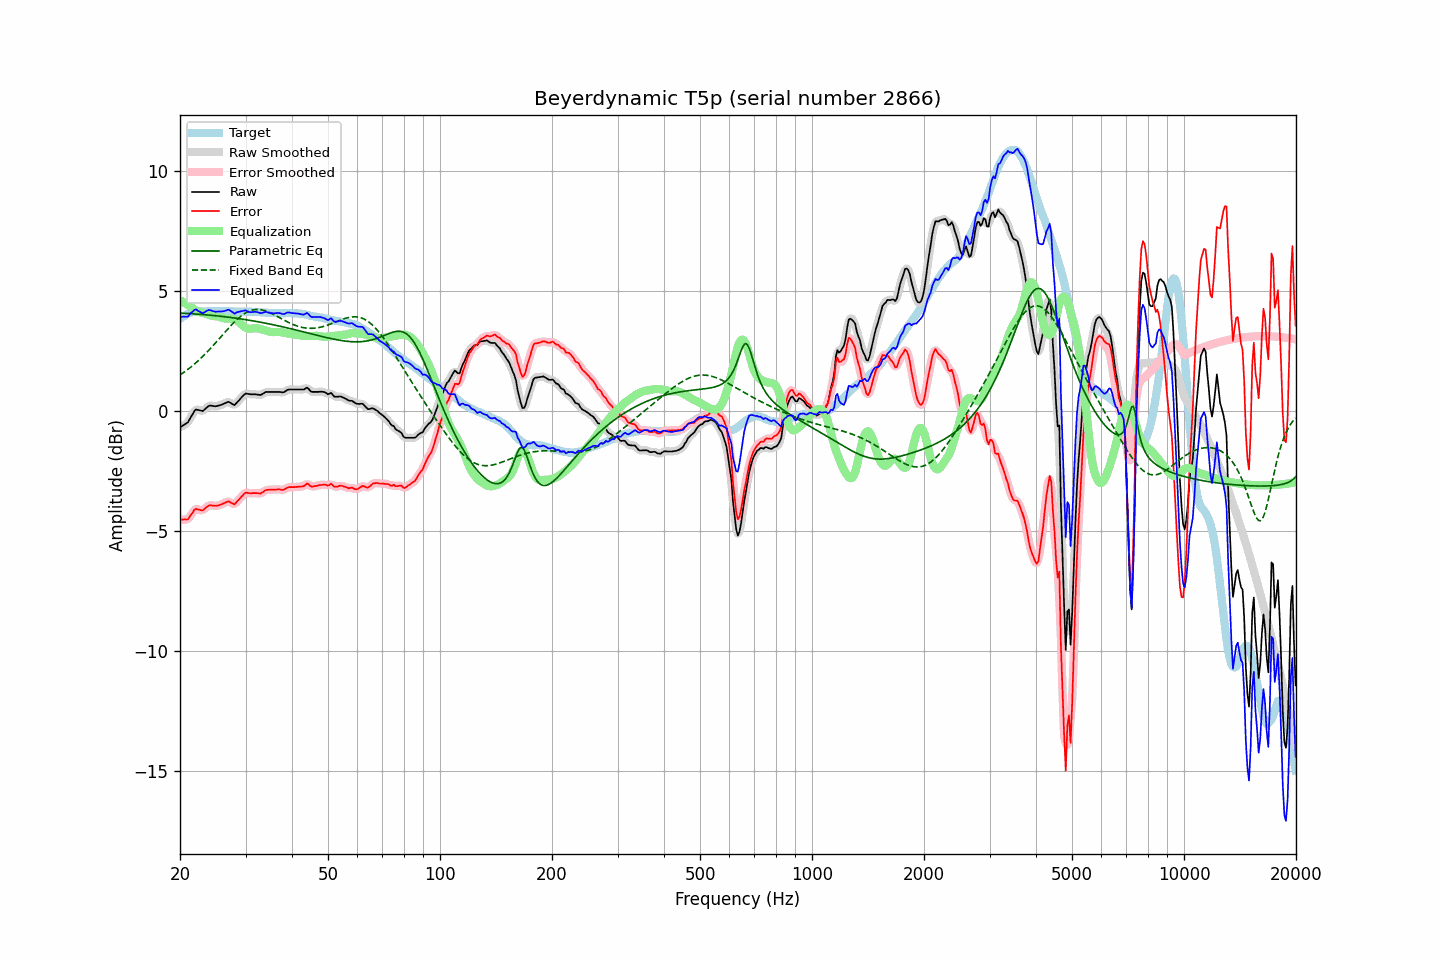 Beyerdynamic T5p (serial number 2866)
Target
Raw Smoothed
Error Smoothed
Raw
Error
Equalization
Parametric Eq
Fixed Band Eq
Equalized
Amplitude (dBr)
10
5
0
−5
−10
−15
20
50
100
200
500
1000
2000
5000
10000
20000
Frequency (Hz)